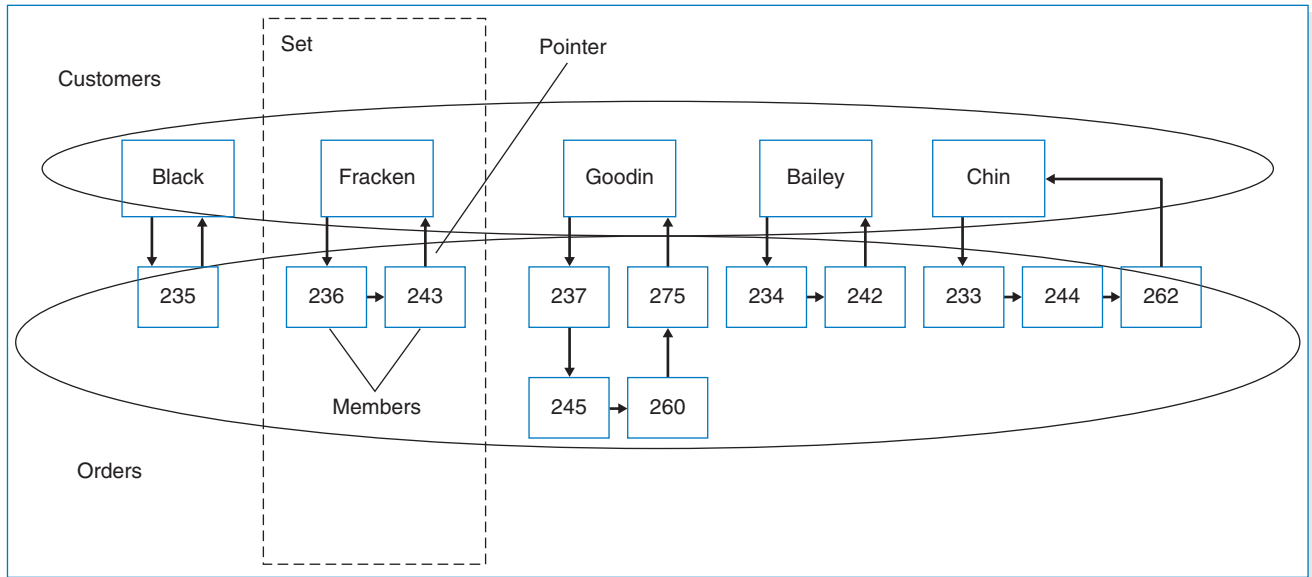 Set
Pointer
Customers
Black
Fracken
Goodin
Bailey
Chin
235
236
243
237
275
234
242
233
244
262
245
260
Members
Orders